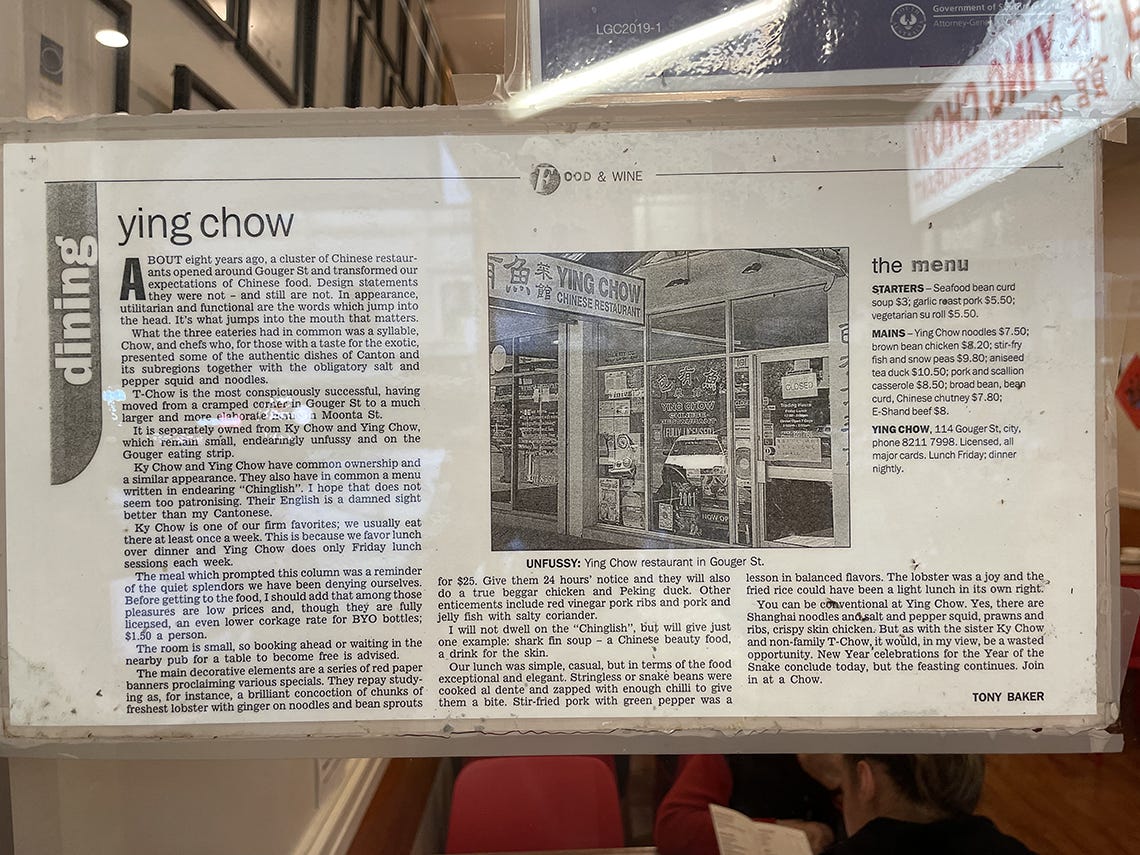 LGC2019-1
Government of S
Attorney-Gen
YING CHOW
FOOD & WINE
dining
ying chow
ABOUT eight years ago, a cluster of Chinese restaur-
ants opened around Gouger St and transformed our
expectations of Chinese food. Design statements
they were not – and still are not. In appearance,
utilitarian and functional are the words which jump into
the head. It's what jumps into the mouth that matters.
What the three eateries had in common was a syllable,
Chow, and chefs who, for those with a taste for the exotic,
presented some of the authentic dishes of Canton and
its subregions together with the obligatory salt and
pepper squid and noodles.
T-Chow is the most conspicuously successful, having
moved from a cramped corner in Gouger St to a much
larger and more elaborate in Moonta St.
It is separately owned from Ky Chow and Ying Chow,
which remain small, endearingly unfussy and on the
Gouger eating strip.
Ky Chow and Ying Chow have common ownership and
a similar appearance. They also have in common a menu
written in endearing "Chinglish". I hope that does not
seem too patronising. Their English is a damned sight
better than my Cantonese.
Ky Chow is one of our firm favorites; we usually eat
there at least once a week. This is because we favor lunch
over dinner and Ying Chow does only Friday lunch
sessions each week.
The meal which prompted this column was a reminder
of the quiet splendors we have been denying ourselves.
Before getting to the food, I should add that among those
pleasures are low prices and, though they are fully
licensed, an even lower corkage rate for BYO bottles;
$1.50 a person.
The room is small, so booking ahead or waiting in the
nearby pub for a table to become free is advised.
The main decorative elements are a series of red paper
banners proclaiming various specials. They repay study-
ing as, for instance, a brilliant concoction of chunks of
freshest lobster with ginger on noodles and bean sprouts
有魚菜館 YING CHOW
CHINESE RESTAURANT
CLOSED
Trading Hours
YING CHOW
CHINESE
RESTAURANT
FULLY LICENSED
NOW OP
UNFUSSY: Ying Chow restaurant in Gouger St.
for $25. Give them 24 hours' notice and they will also
do a true beggar chicken and Peking duck. Other
enticements include red vinegar pork ribs and pork and
jelly fish with salty coriander.
I will not dwell on the "Chinglish", but will give just
one example: shark fin soup – a Chinese beauty food,
a drink for the skin.
Our lunch was simple, casual, but in terms of the food
exceptional and elegant. Stringless or snake beans were
cooked al dente and zapped with enough chilli to give
them a bite. Stir-fried pork with green pepper was a
lesson in balanced flavors. The lobster was a joy and the
fried rice could have been a light lunch in its own right.
You can be conventional at Ying Chow. Yes, there are
Shanghai noodles and salt and pepper squid, prawns and
ribs, crispy skin chicken. But as with the sister Ky Chow
and non-family T-Chow, it would, in my view, be a wasted
opportunity. New Year celebrations for the Year of the
Snake conclude today, but the feasting continues. Join
in at a Chow.
TONY BAKER
the menu
STARTERS – Seafood bean curd
soup $3; garlic roast pork $5.50;
vegetarian su roll $5.50.
MAINS – Ying Chow noodles $7.50;
brown bean chicken $8.20; stir-fry
fish and snow peas $9.80; aniseed
tea duck $10.50; pork and scallion
casserole $8.50; broad bean, bean
curd, Chinese chutney $7.80;
E-Shand beef $8.
YING CHOW, 114 Gouger St, city,
phone 8211 7998. Licensed, all
major cards. Lunch Friday; dinner
nightly.